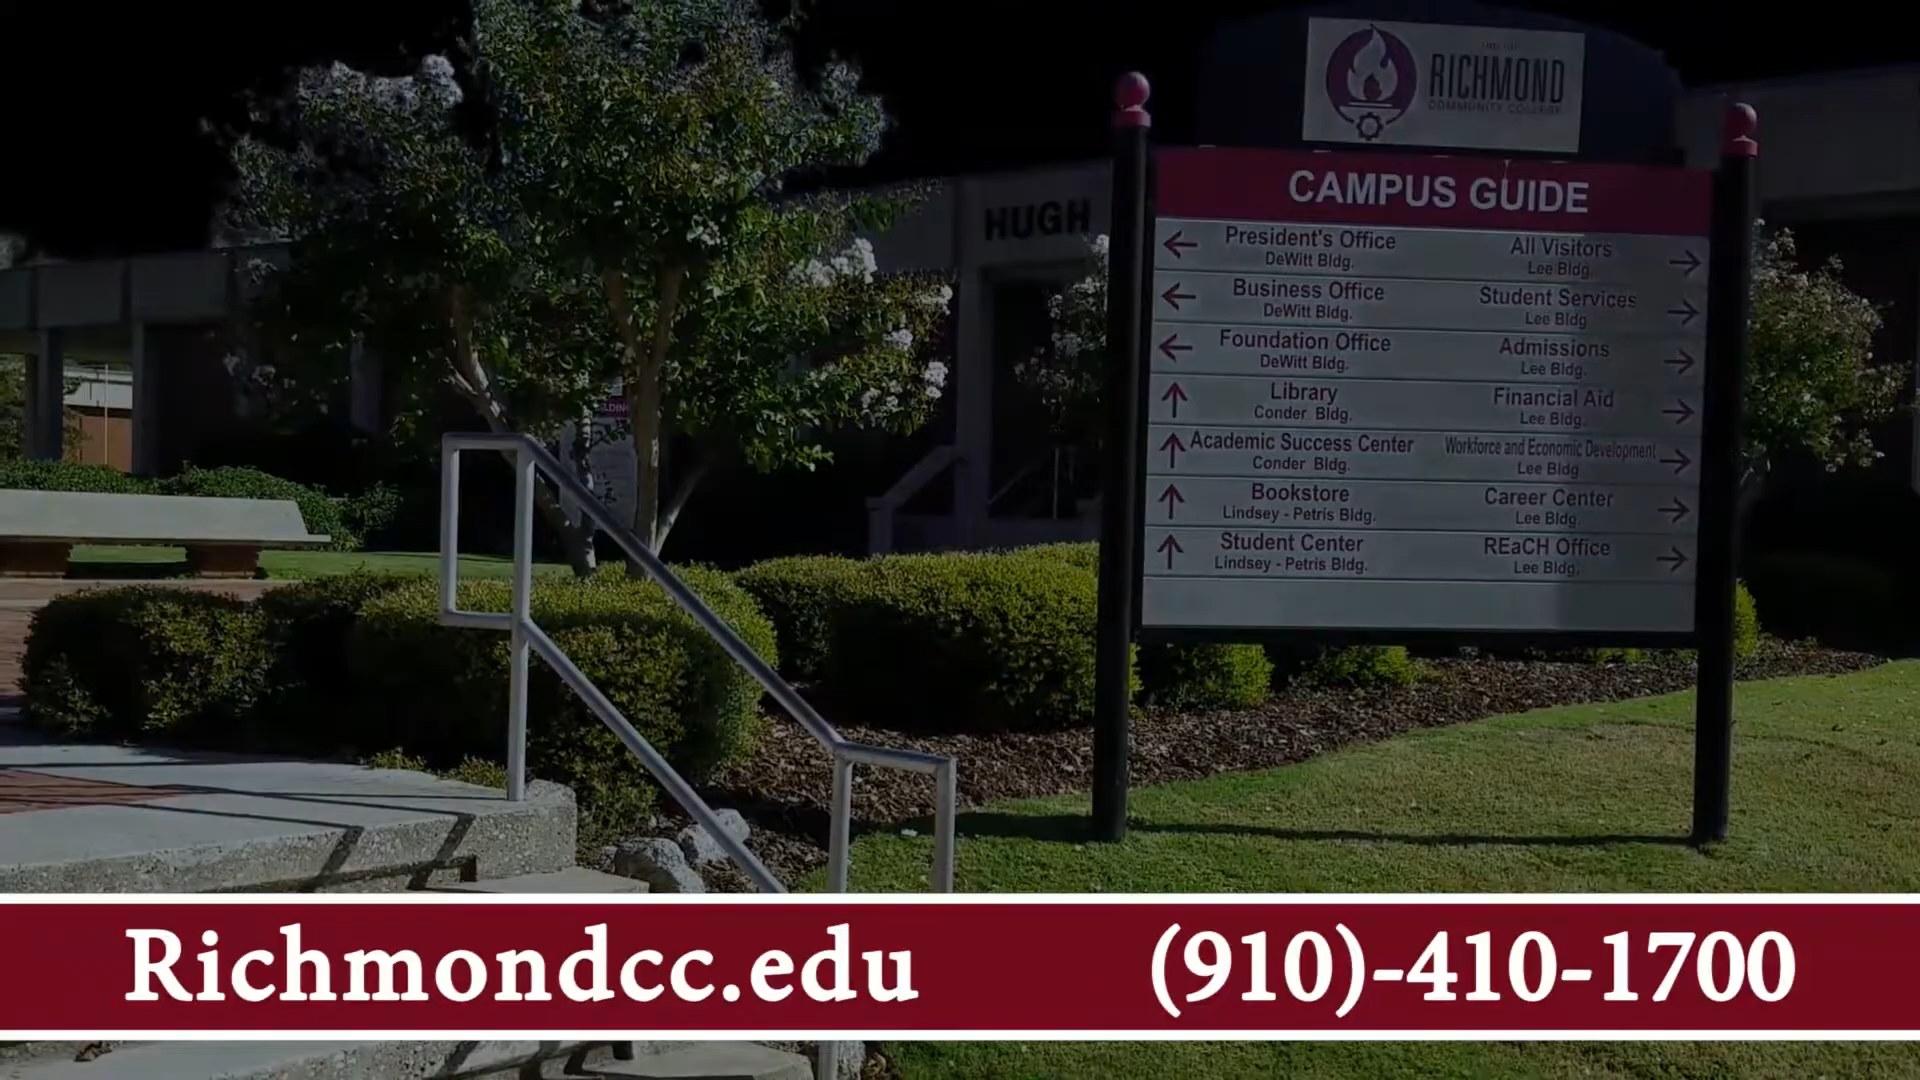 RICHMOND
COMMUNITY COLLEGE
HUGH
CAMPUS GUIDE
President's Office
DeWitt Bldg.
All Visitors
Lee Bldg.
Business Office
DeWitt Bldg.
Student Services
Lee Bldg
Foundation Office
DeWitt Bldg.
Admissions
Lee Bldg.
Library
Conder Bldg.
Financial Aid
Lee Bldg.
Academic Success Center
Conder Bldg.
Workforce and Economic Development
Lee Bldg
Bookstore
Lindsey - Petris Bldg.
Career Center
Lee Bldg.
Student Center
Lindsey - Petris Bldg.
REaCH Office
Lee Bldg.
Richmondcc.edu
(910)-410-1700